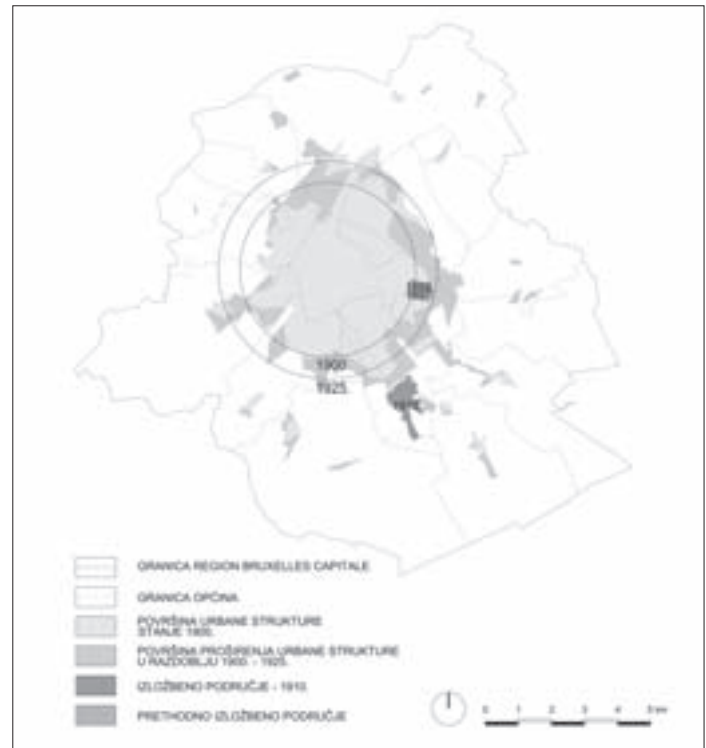 1900.
1925.
GRANICA REGION BRUXELLES CAPITALE
GRANICA OPĆINA
POVRŠINA URBANE STRUKTURE
STANJE 1900.
POVRŠINA PROŠIRENJA URBANE STRUKTURE
U RAZDOBLJU 1900. - 1925.
IZLOŽBENO PODRUČJE - 1910.
PRETHODNO IZLOŽBENO PODRUČJE
0 1 2 3 4 5 km